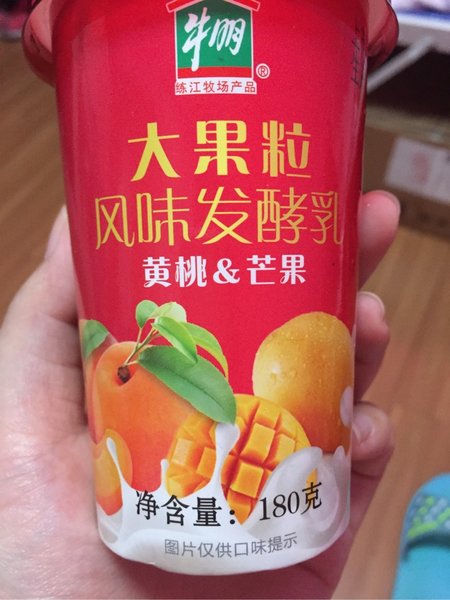 牛明
®
练江牧场产品
大果粒
风味发酵乳
黄桃&芒果
净含量：180克
图片仅供口味提示